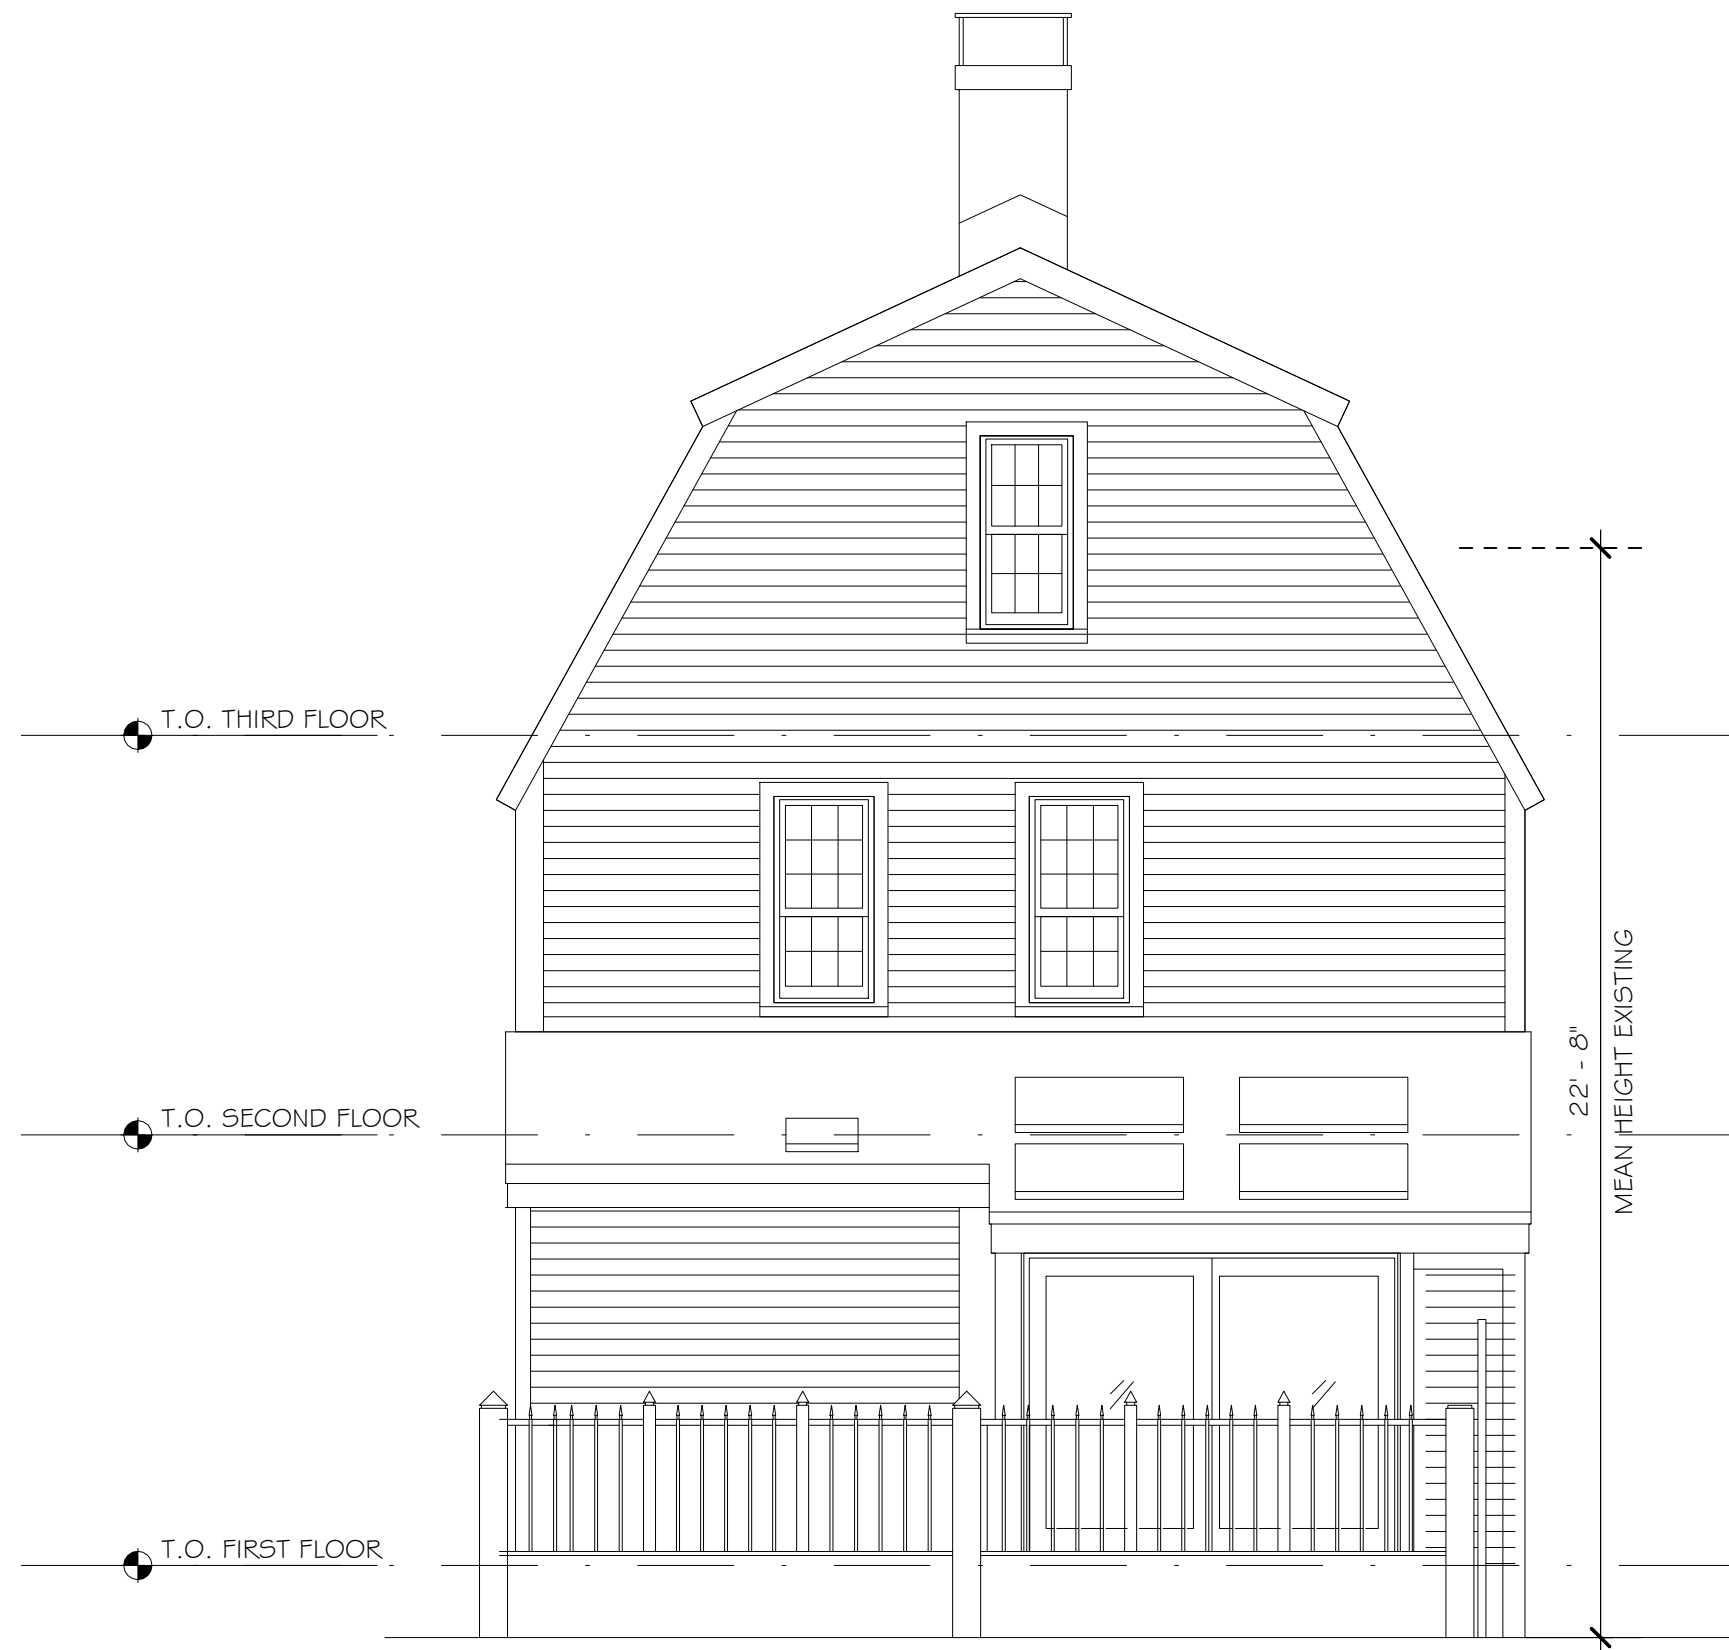 T.O. THIRD FLOOR
T.O. SECOND FLOOR
22' - 8"
MEAN HEIGHT EXISTING
T.O. FIRST FLOOR